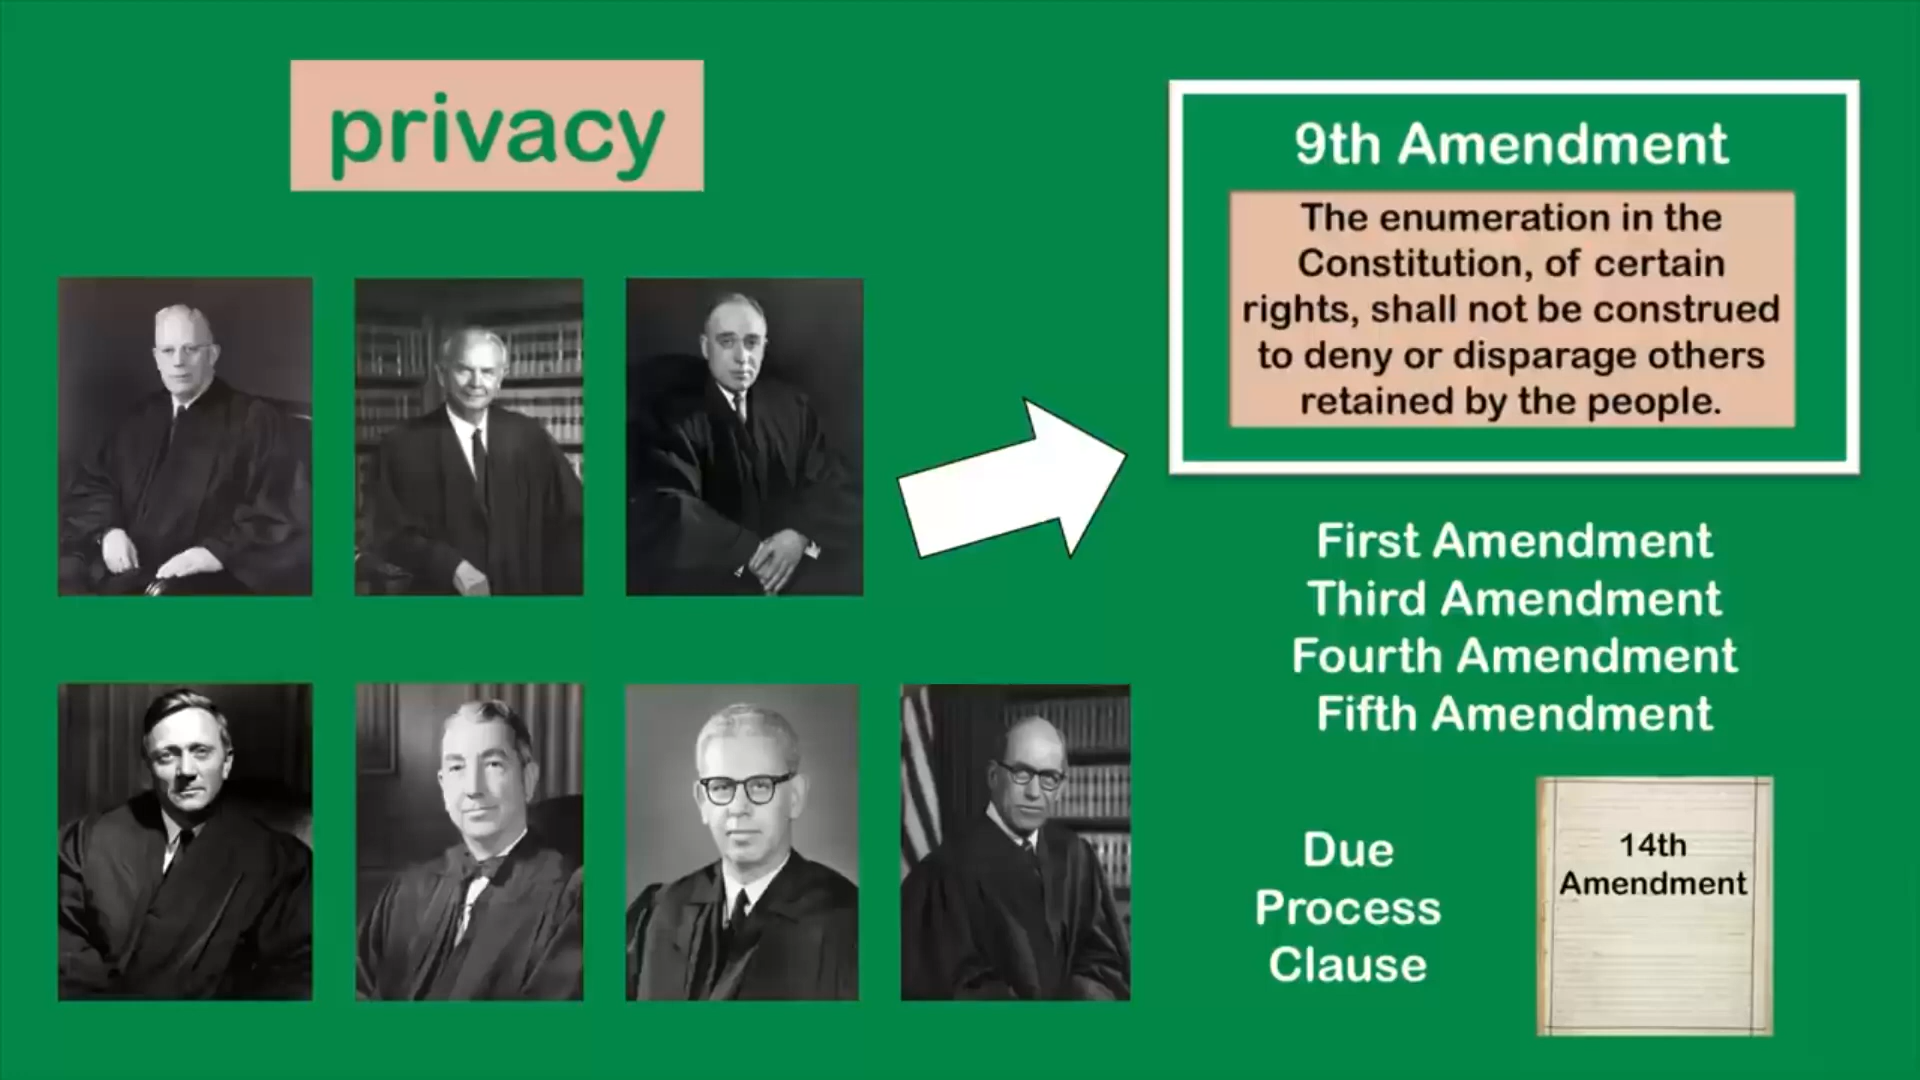 privacy
9th Amendment
The enumeration in the
Constitution, of certain
rights, shall not be construed
to deny or disparage others
retained by the people.
First Amendment
Third Amendment
Fourth Amendment
Fifth Amendment
Due
Process
Clause
14th
Amendment